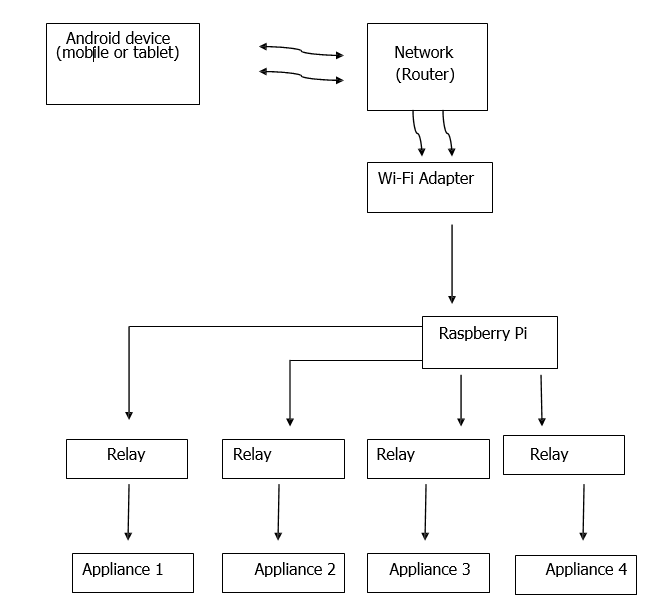 Android device
(mobile or tablet)
Network
(Router)
Wi-Fi Adapter
Raspberry Pi
Relay
Relay
Relay
Relay
Appliance 1
Appliance 2
Appliance 3
Appliance 4